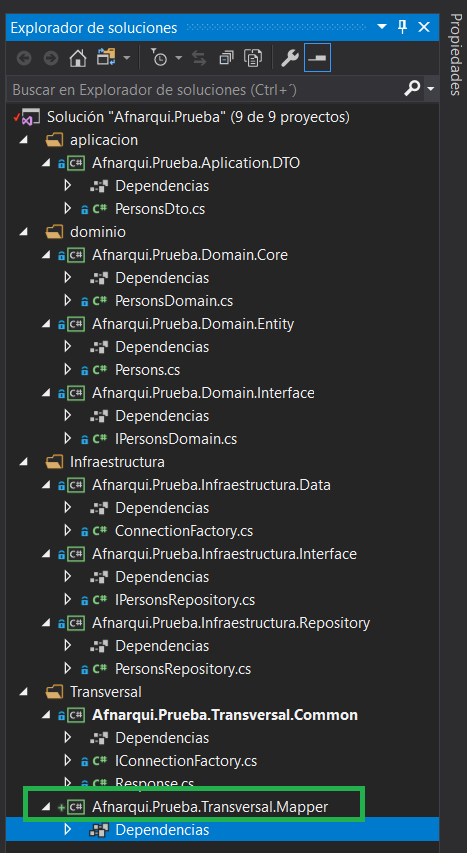 Explorador de soluciones
Buscar en Explorador de soluciones (Ctrl+´)
Solución "Afnarqui.Prueba" (9 de 9 proyectos)
aplicacion
C# Afnarqui.Prueba.Aplication.DTO
Dependencias
C# PersonsDto.cs
dominio
C# Afnarqui.Prueba.Domain.Core
Dependencias
C# PersonsDomain.cs
C# Afnarqui.Prueba.Domain.Entity
Dependencias
C# Persons.cs
C# Afnarqui.Prueba.Domain.Interface
Dependencias
C# IPersonsDomain.cs
Infraestructura
C# Afnarqui.Prueba.Infraestructura.Data
Dependencias
C# ConnectionFactory.cs
C# Afnarqui.Prueba.Infraestructura.Interface
Dependencias
C# IPersonsRepository.cs
C# Afnarqui.Prueba.Infraestructura.Repository
Dependencias
C# PersonsRepository.cs
Transversal
C# Afnarqui.Prueba.Transversal.Common
Dependencias
C# IConnectionFactory.cs
C# Response.cs
+ C# Afnarqui.Prueba.Transversal.Mapper
Dependencias
Propiedades